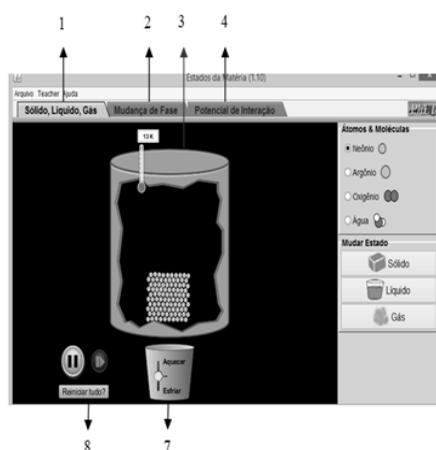 1 2 3 4
Estados da Matéria (1.10)
Arquivo Teacher Ajuda
Sólido, Líquido, Gás Mudança de Fase Potencial de Interação
13 K
Átomos & Moléculas
Neônio
Argônio
Oxigênio
Água
Mudar Estado
Sólido
Líquido
Gás
Aquecer
Esfriar
Reiniciar tudo?
8 7